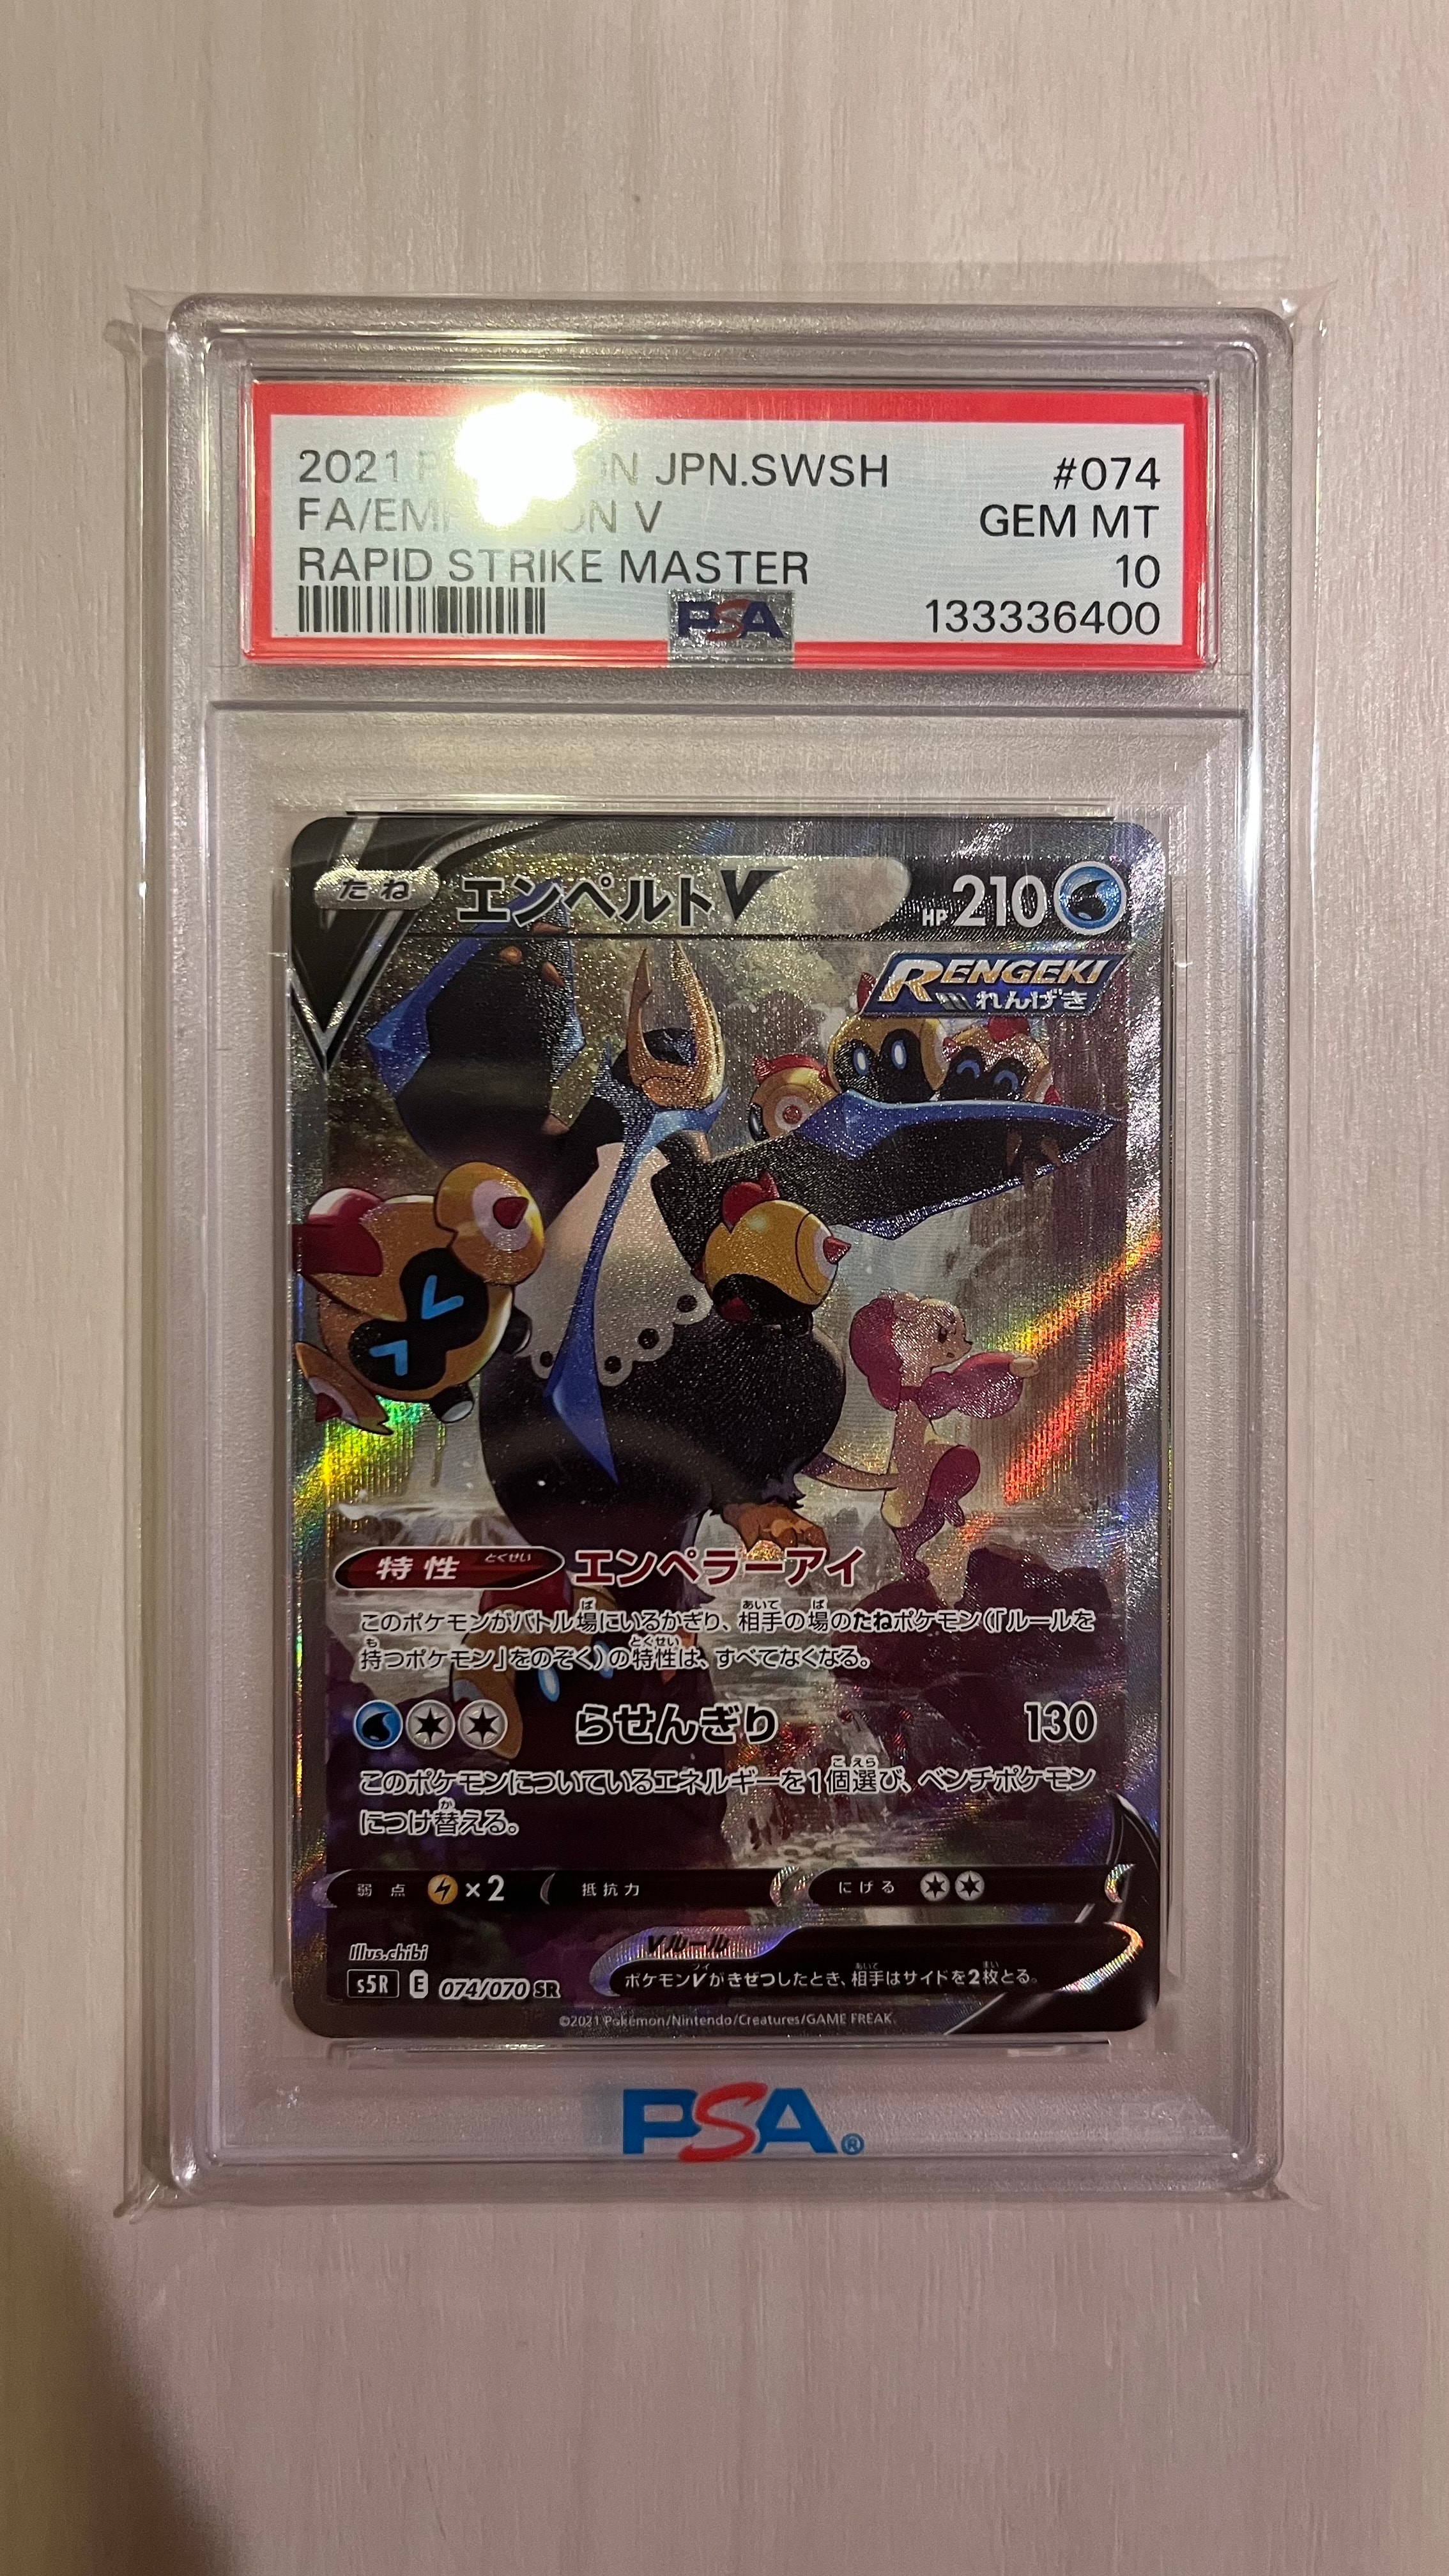 2021 P ON JPN.SWSH #074
FA/EMP ON V GEM MT
RAPID STRIKE MASTER 10
PSA 133336400
たね エンペルトV HP 210
RENGEKI
れんげき
特性 とくせい エンペラーアイ
このポケモンがバトル場にいるかぎり、相手の場のたねポケモン(「ルールを
持つポケモン」をのぞく)の特性は、すべてなくなる。
らせんぎり 130
このポケモンについているエネルギーを1個選び、ベンチポケモン
につけ替える。
弱点 ×2 抵抗力 にげる
Illus.chibi
Vルール
ポケモンVがきぜつしたとき、相手はサイドを2枚とる。
s5R E 074/070 SR
©2021 Pokémon/Nintendo/Creatures/GAME FREAK.
PSA®